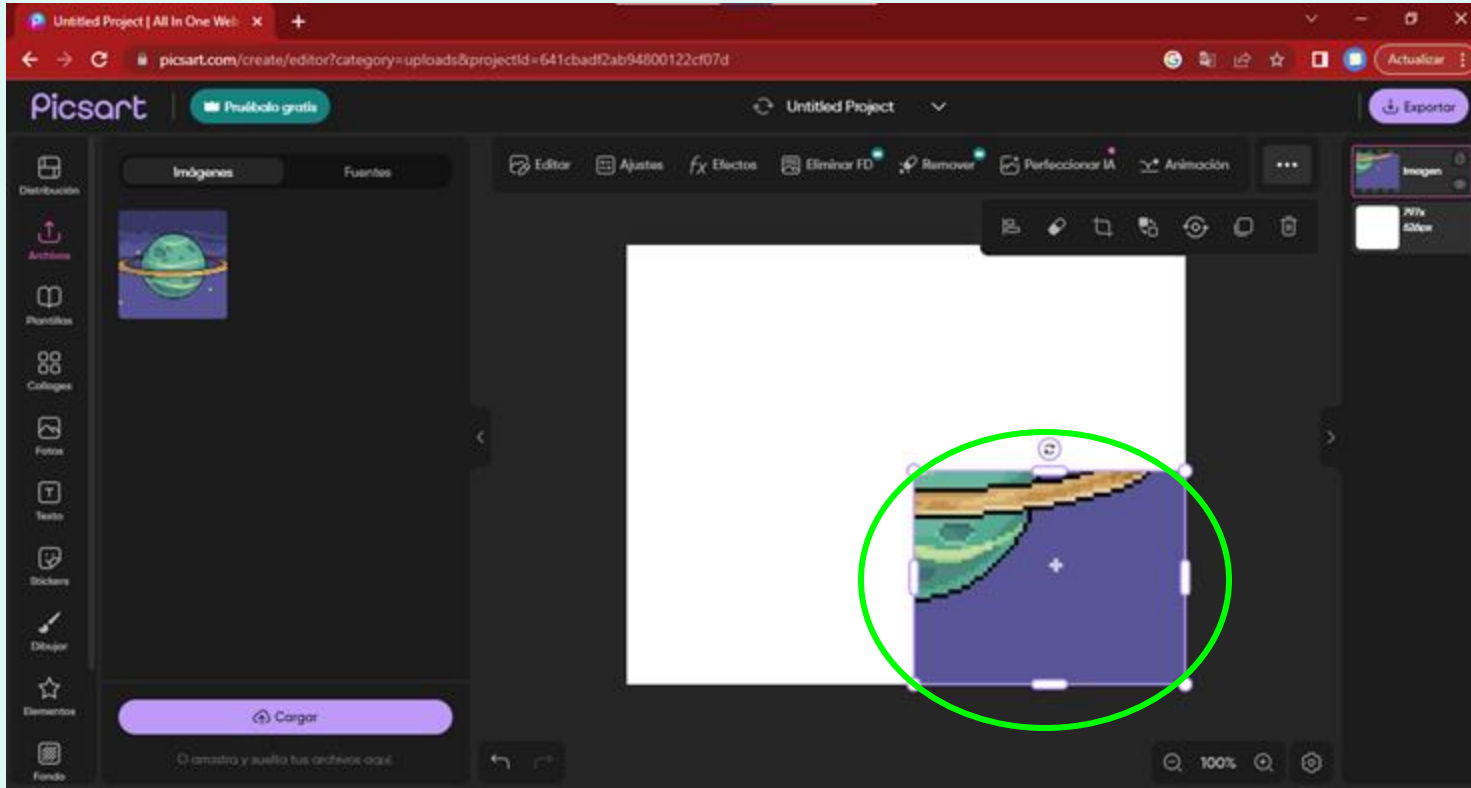 Untitled Project | All In One Web
picsart.com/create/editor?category=uploads&projectId=641cbadf2ab94800122cf07d
Actualizar
Picsart
Pruébalo gratis
Untitled Project
Exportar
Distribución
Archivos
Plantillas
Collages
Fotos
Texto
Stickers
Dibujar
Elementos
Fondo
Imágenes
Fuentes
Cargar
O arrastra y suelta tus archivos aquí.
Editar
Ajustes
fx Efectos
Eliminar FD
Remover
Perfeccionar IA
Animación
Imagen
100%